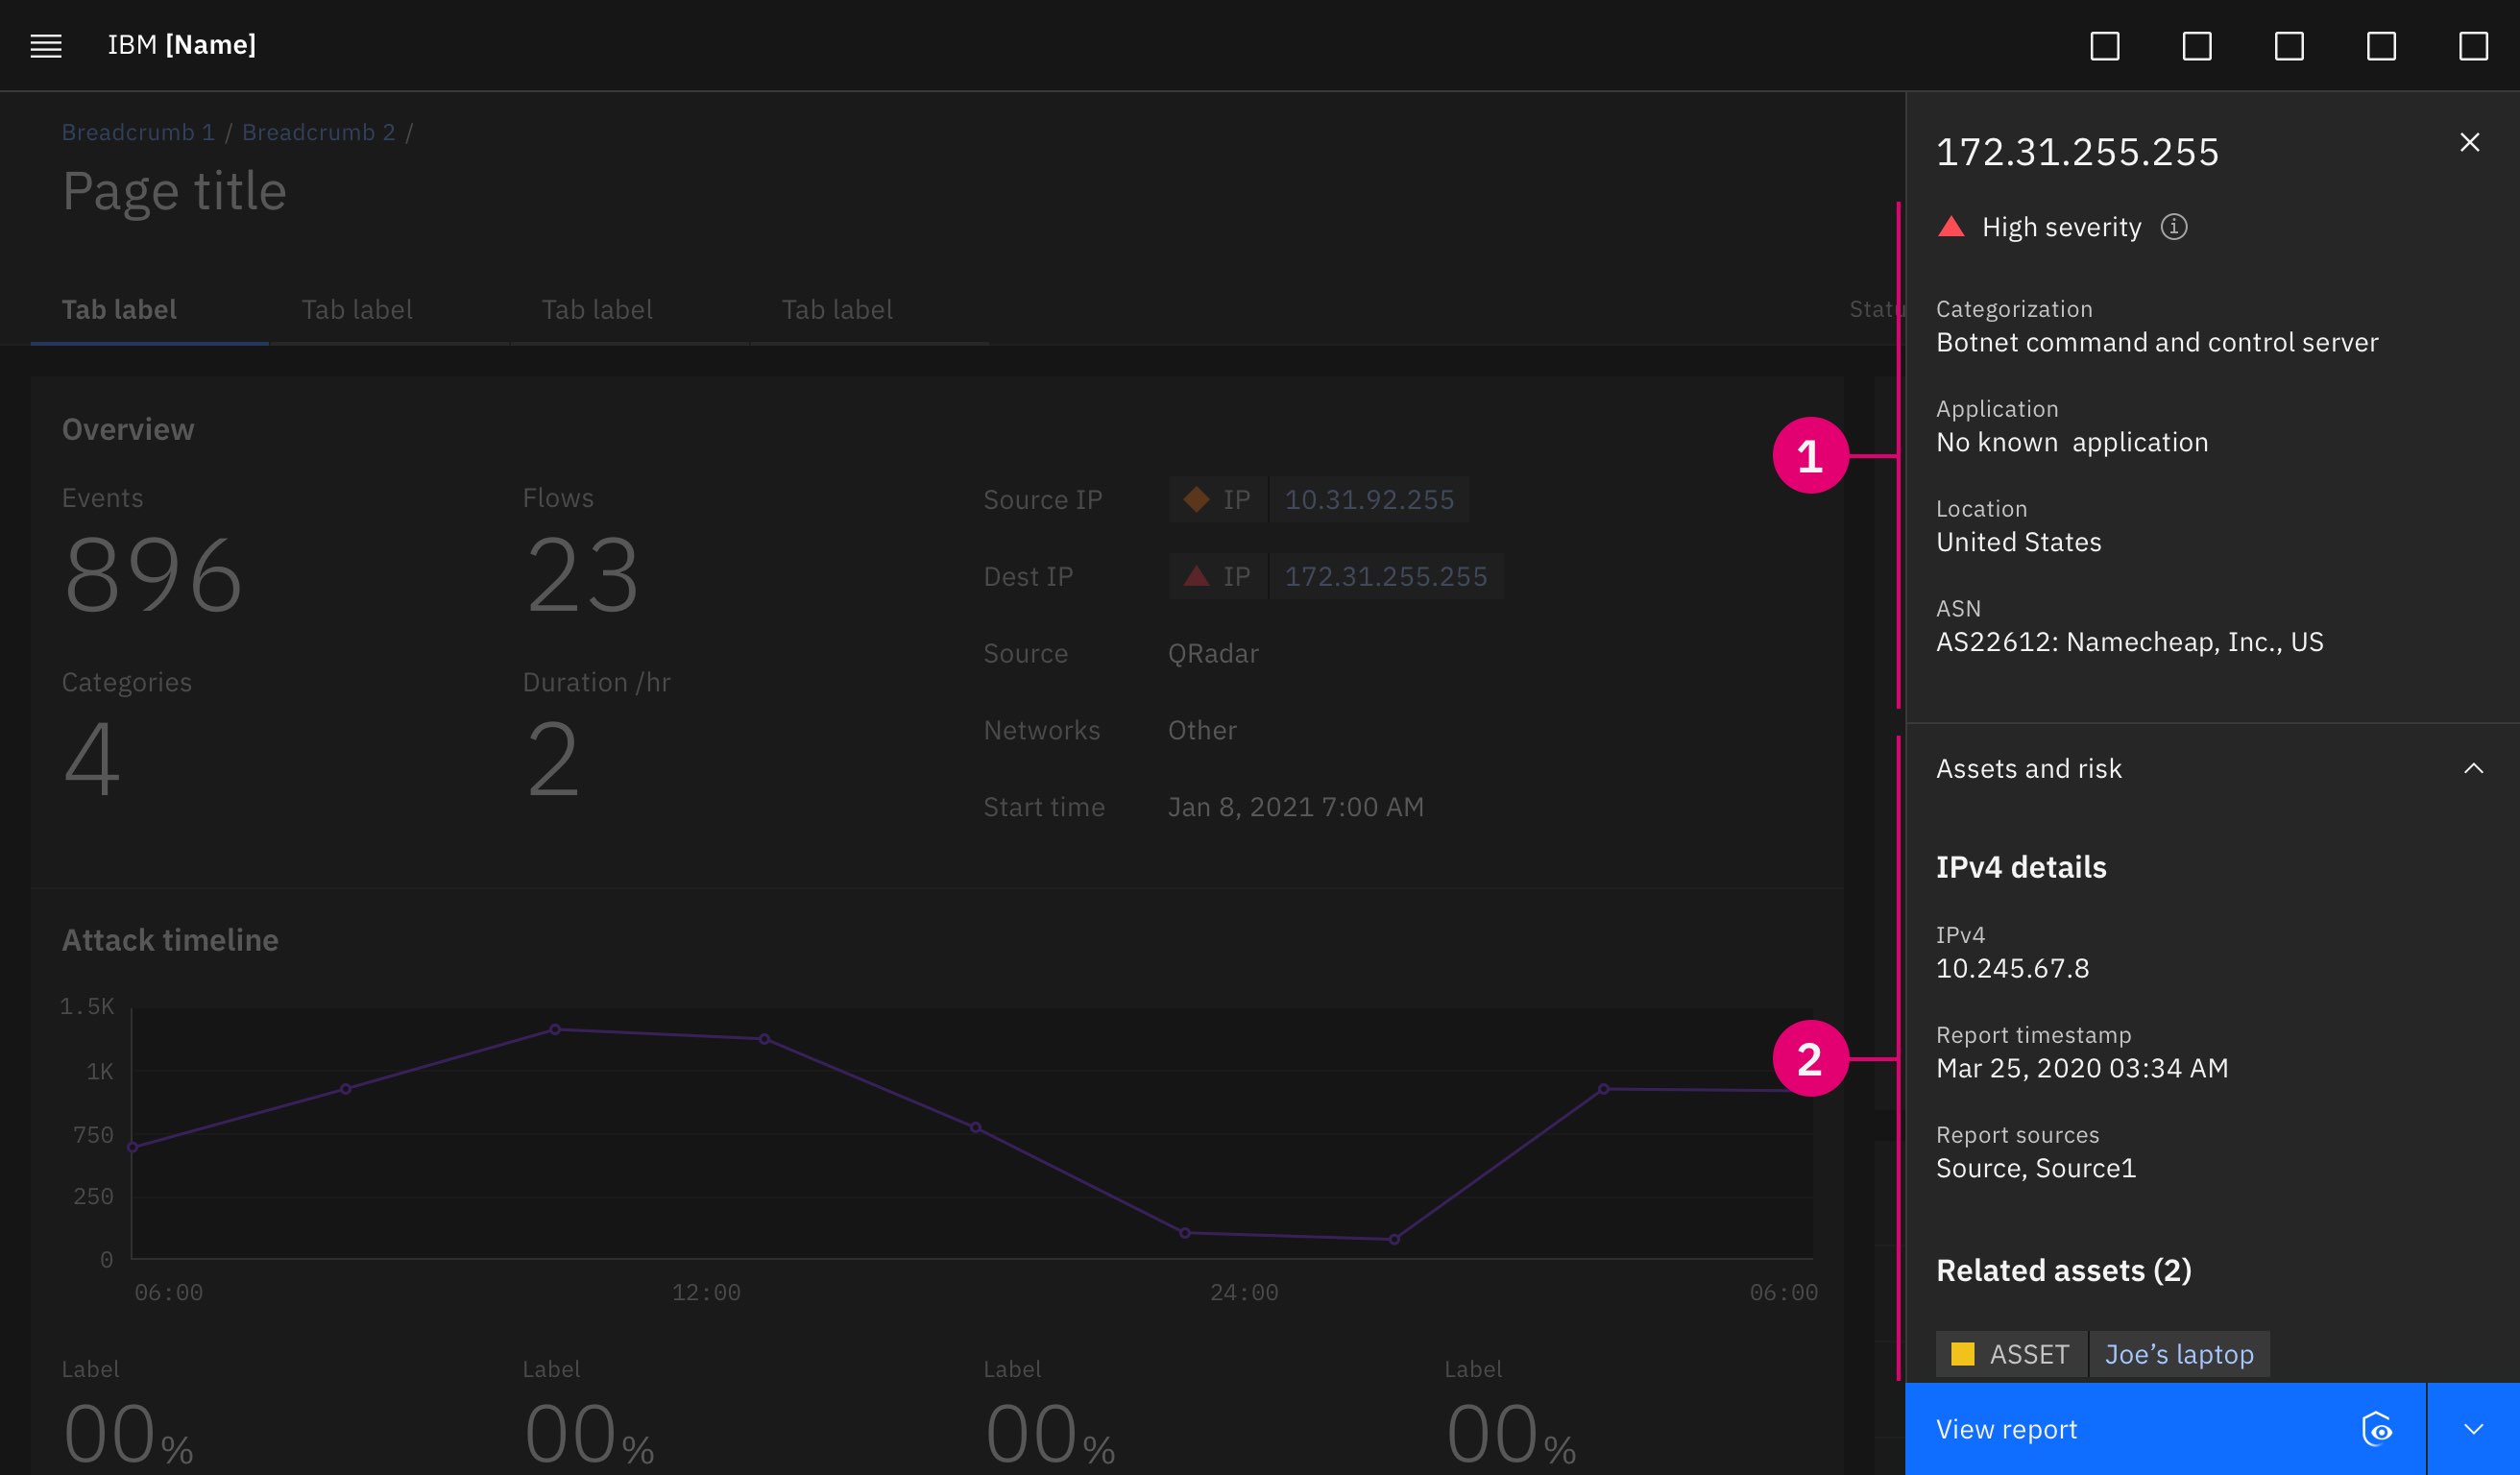 IBM [Name]
Breadcrumb 1 / Breadcrumb 2 /
Page title
Tab label
Tab label
Tab label
Tab label
Statu
Overview
Events
896
Flows
23
Categories
4
Duration /hr
2
Source IP
IP
10.31.92.255
Dest IP
IP
172.31.255.255
Source
QRadar
Networks
Other
Start time
Jan 8, 2021 7:00 AM
Attack timeline
1.5K
1K
750
250
0
06:00
12:00
24:00
06:00
Label
00%
Label
00%
Label
00%
Label
00%
1
2
172.31.255.255
High severity
Categorization
Botnet command and control server
Application
No known  application
Location
United States
ASN
AS22612: Namecheap, Inc., US
Assets and risk
IPv4 details
IPv4
10.245.67.8
Report timestamp
Mar 25, 2020 03:34 AM
Report sources
Source, Source1
Related assets (2)
ASSET
Joe’s laptop
View report